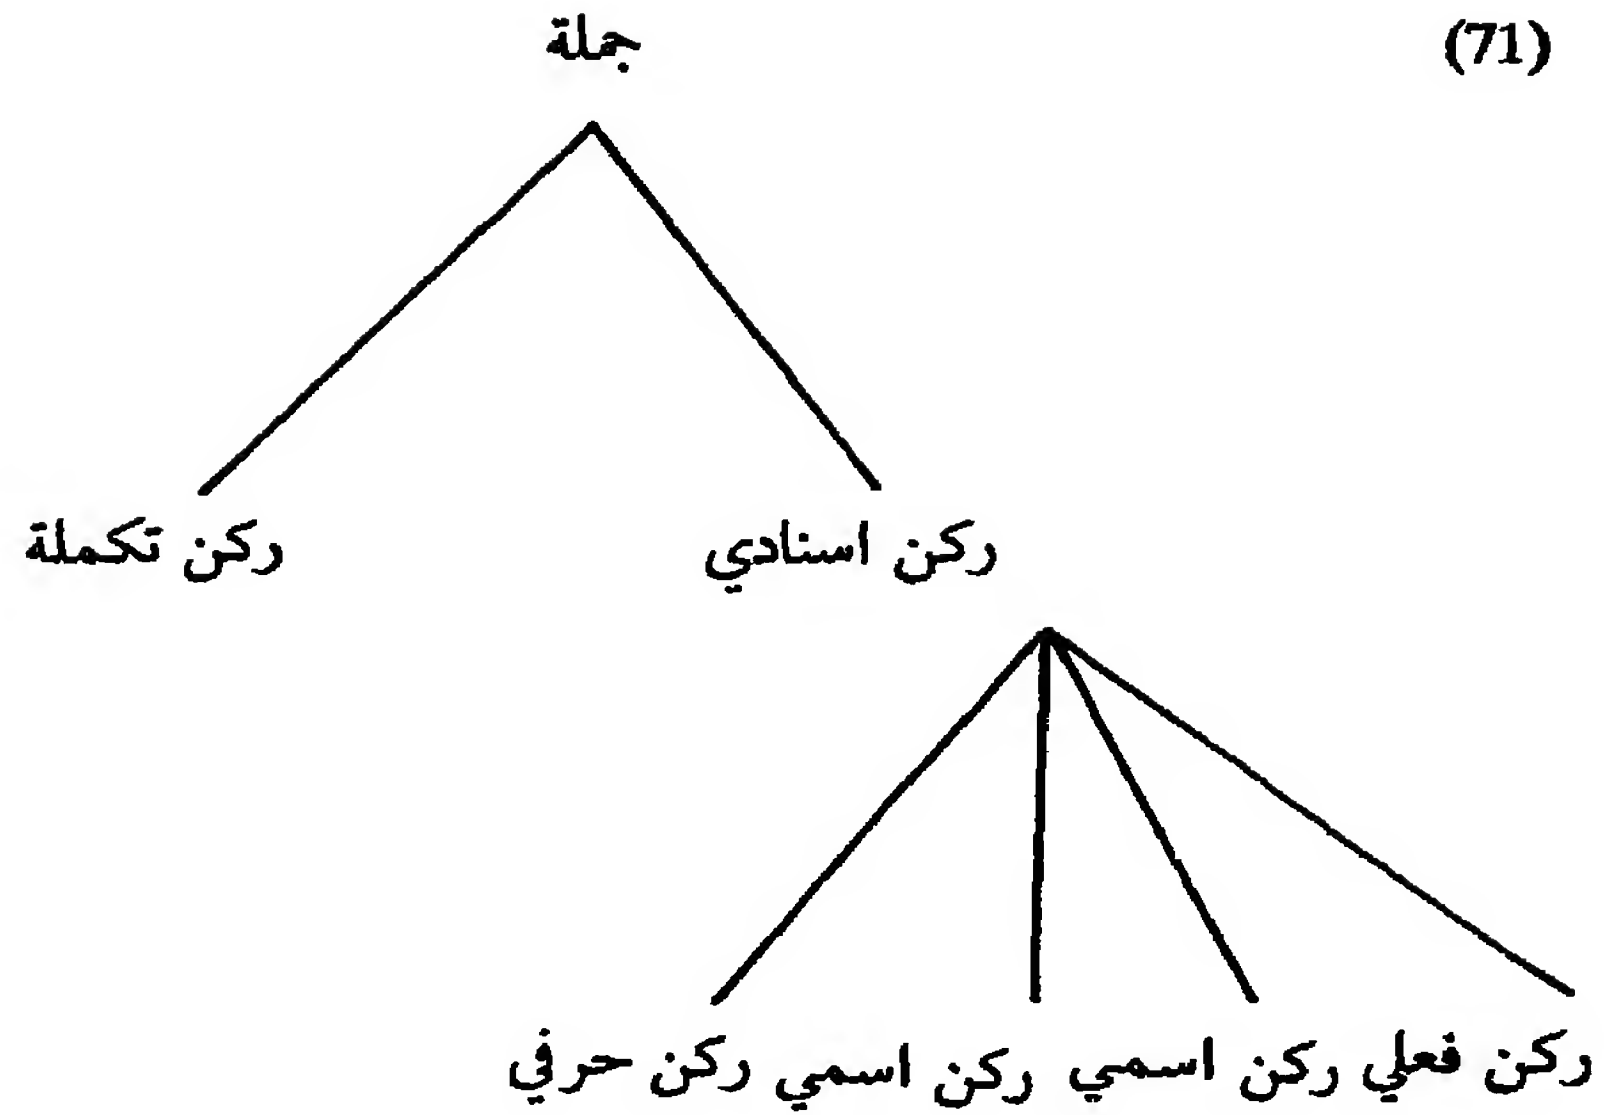 (71)
جملة
ركن اسنادي ركن تكملة
ركن فعلي ركن اسمي ركن اسمي ركن حرفي